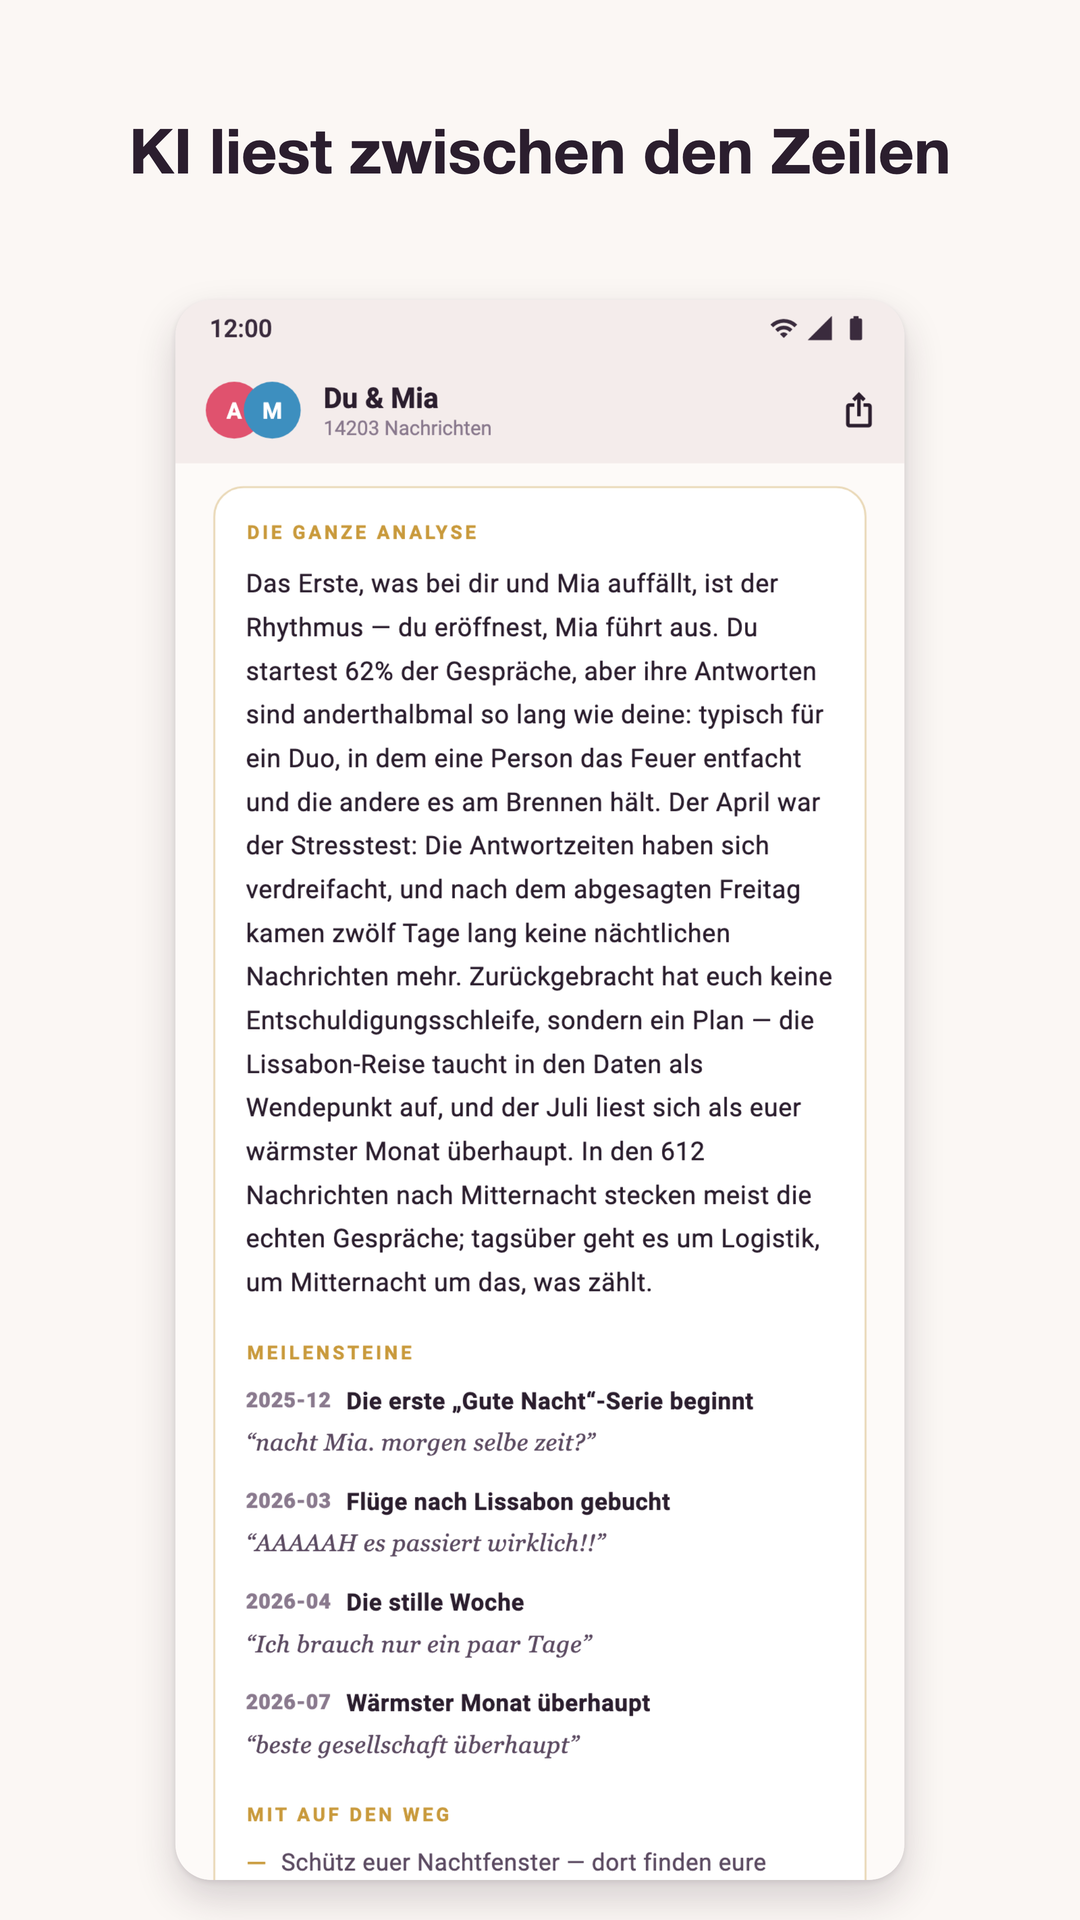 KI liest zwischen den Zeilen
12:00
A M
Du & Mia
14203 Nachrichten
DIE GANZE ANALYSE
Das Erste, was bei dir und Mia auffällt, ist der
Rhythmus — du eröffnest, Mia führt aus. Du
startest 62% der Gespräche, aber ihre Antworten
sind anderthalbmal so lang wie deine: typisch für
ein Duo, in dem eine Person das Feuer entfacht
und die andere es am Brennen hält. Der April war
der Stresstest: Die Antwortzeiten haben sich
verdreifacht, und nach dem abgesagten Freitag
kamen zwölf Tage lang keine nächtlichen
Nachrichten mehr. Zurückgebracht hat euch keine
Entschuldigungsschleife, sondern ein Plan — die
Lissabon-Reise taucht in den Daten als
Wendepunkt auf, und der Juli liest sich als euer
wärmster Monat überhaupt. In den 612
Nachrichten nach Mitternacht stecken meist die
echten Gespräche; tagsüber geht es um Logistik,
um Mitternacht um das, was zählt.
MEILENSTEINE
2025-12 Die erste „Gute Nacht“-Serie beginnt
“nacht Mia. morgen selbe zeit?”
2026-03 Flüge nach Lissabon gebucht
“AAAAAH es passiert wirklich!!”
2026-04 Die stille Woche
“Ich brauch nur ein paar Tage”
2026-07 Wärmster Monat überhaupt
“beste gesellschaft überhaupt”
MIT AUF DEN WEG
— Schütz euer Nachtfenster — dort finden eure